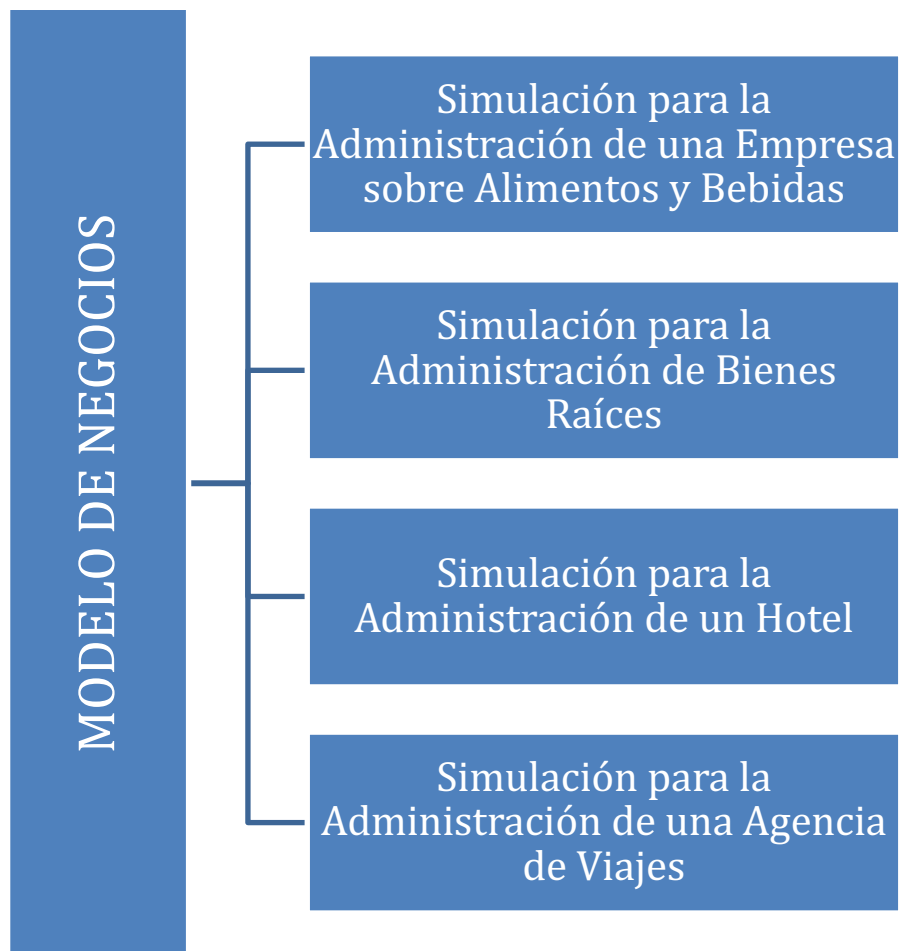 MODELO DE NEGOCIOS
Simulación para la
Administración de una Empresa
sobre Alimentos y Bebidas
Simulación para la
Administración de Bienes
Raíces
Simulación para la
Administración de un Hotel
Simulación para la
Administración de una Agencia
de Viajes